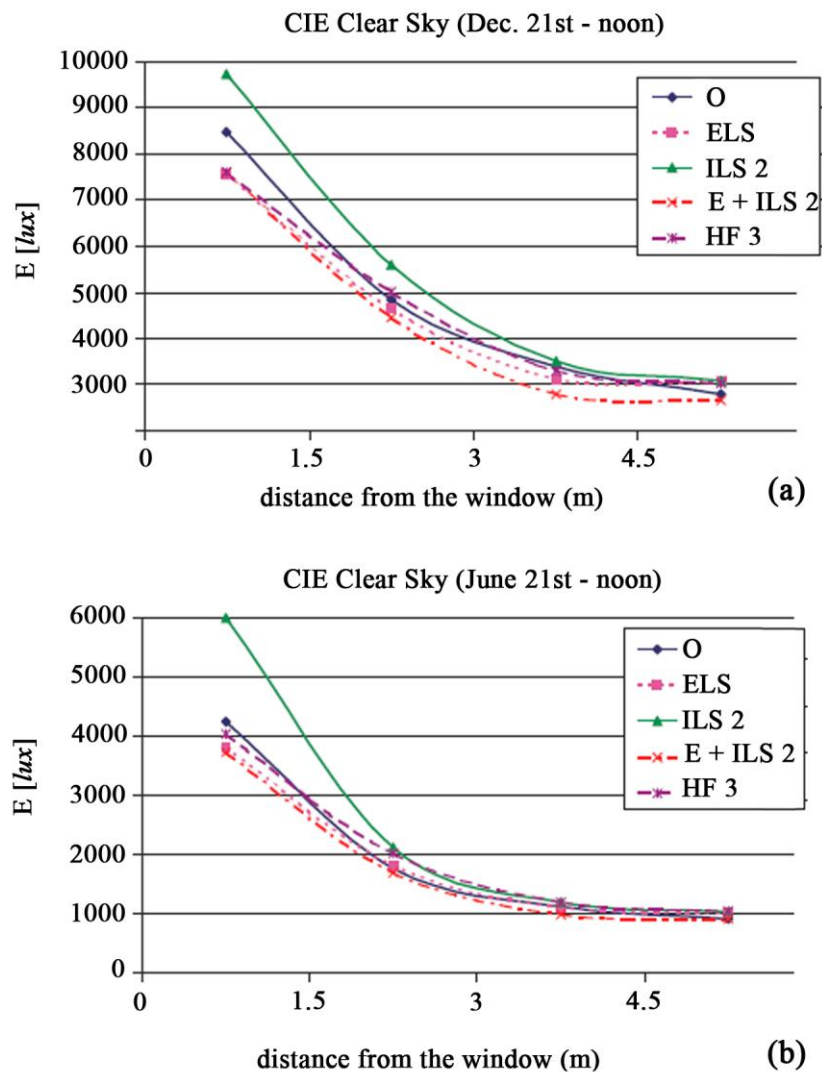 CIE Clear Sky (Dec. 21st - noon)
10000
9000
8000
7000
6000
5000
4000
3000
E [lux]
O
ELS
ILS 2
E + ILS 2
HF 3
0
1.5
3
4.5
distance from the window (m)
(a)
CIE Clear Sky (June 21st - noon)
6000
5000
4000
3000
2000
1000
0
E [lux]
O
ELS
ILS 2
E + ILS 2
HF 3
0
1.5
3
4.5
distance from the window (m)
(b)